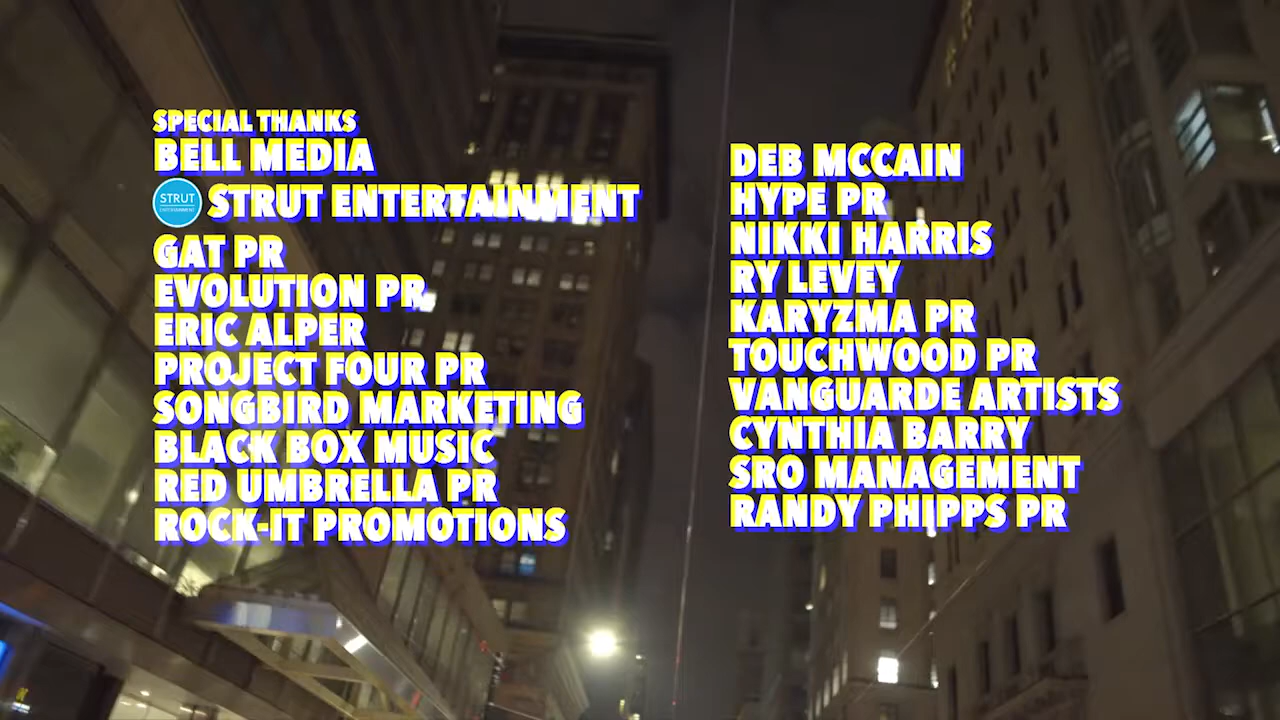 SPECIAL THANKS
BELL MEDIA
STRUT ENTERTAINMENT
STRUT ENTERTAINMENT
GAT PR
EVOLUTION PR
ERIC ALPER
PROJECT FOUR PR
SONGBIRD MARKETING
BLACK BOX MUSIC
RED UMBRELLA PR
ROCK-IT PROMOTIONS
DEB MCCAIN
HYPE PR
NIKKI HARRIS
RY LEVEY
KARYZMA PR
TOUCHWOOD PR
VANGUARDE ARTISTS
CYNTHIA BARRY
SRO MANAGEMENT
RANDY PHIPPS PR